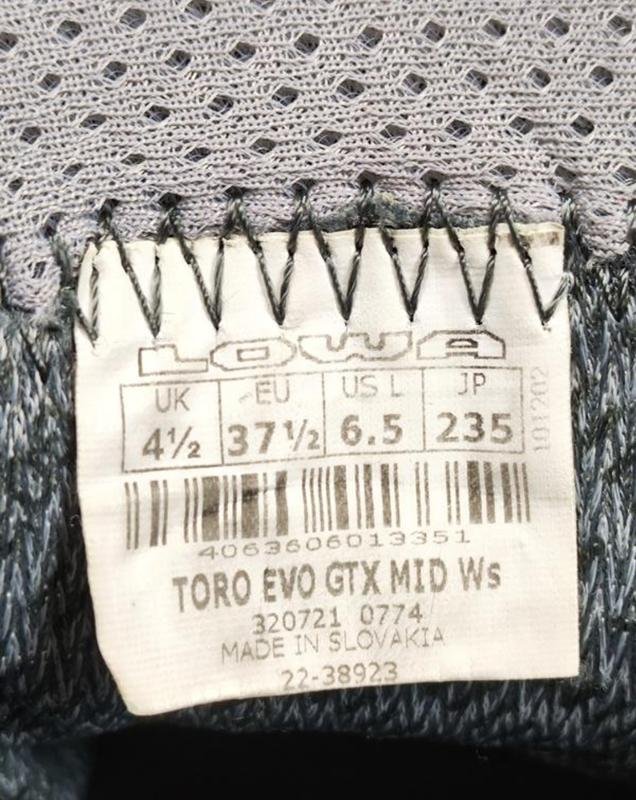 LOWA
UK EU US L JP
4½ 37½ 6.5 235
191202
4063606013351
TORO EVO GTX MID Ws
320721 0774
MADE IN SLOVAKIA
22-38923